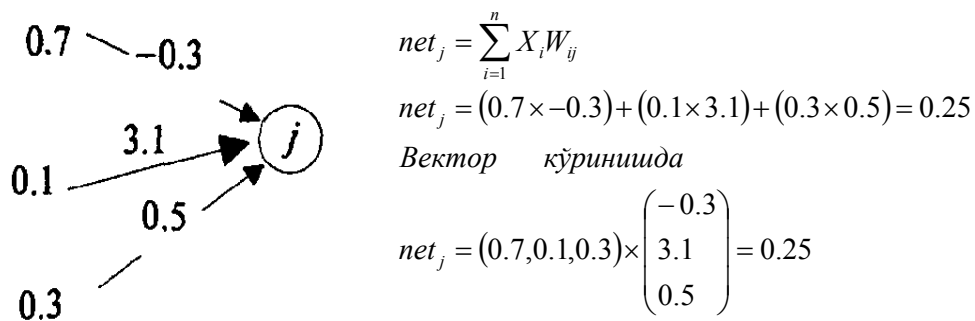 0.7 −0.3
0.1 3.1 j
0.5
0.3
net_j = ∑_{i=1}^{n} X_i W_{ij}
net_j = (0.7 × −0.3) + (0.1 × 3.1) + (0.3 × 0.5) = 0.25
Вектор кўринишда
net_j = (0.7,0.1,0.3) × (−0.3 3.1 0.5) = 0.25